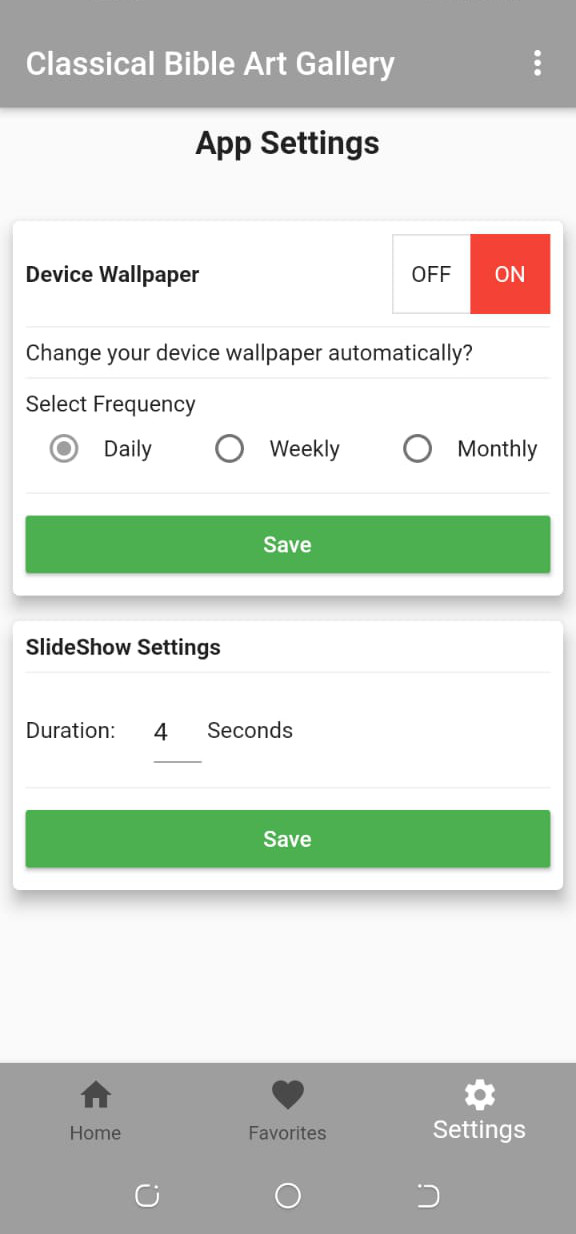 Classical Bible Art Gallery
App Settings
Device Wallpaper OFF ON
Change your device wallpaper automatically?
Select Frequency
Daily Weekly Monthly
Save
SlideShow Settings
Duration: 4 Seconds
Save
Home Favorites Settings